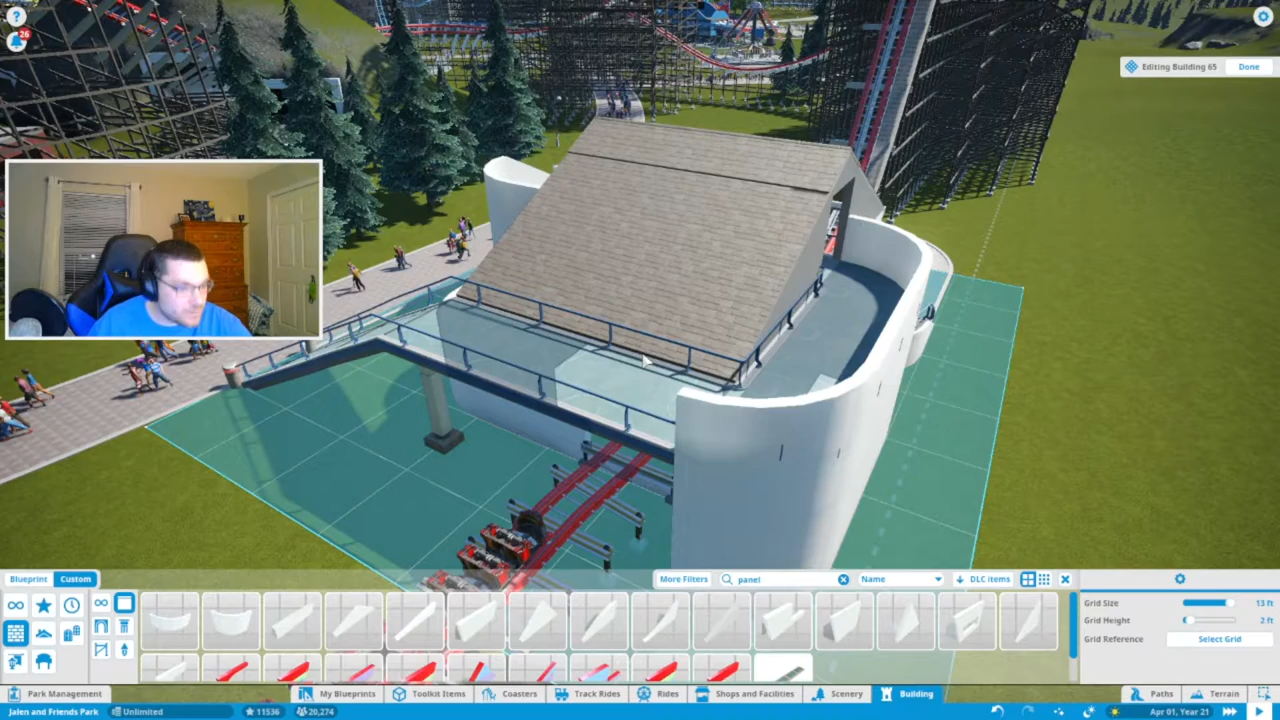 ?
26
Editing Building 65
Done
Blueprint
Custom
More Filters
panel
Name
DLC items
Grid Size
13 ft
Grid Height
2 ft
Grid Reference
Select Grid
Park Management
My Blueprints
Toolkit Items
Coasters
Track Rides
Rides
Shops and Facilities
Scenery
Building
Paths
Terrain
Jalen and Friends Park
Unlimited
11536
20,274
Apr 01, Year 21